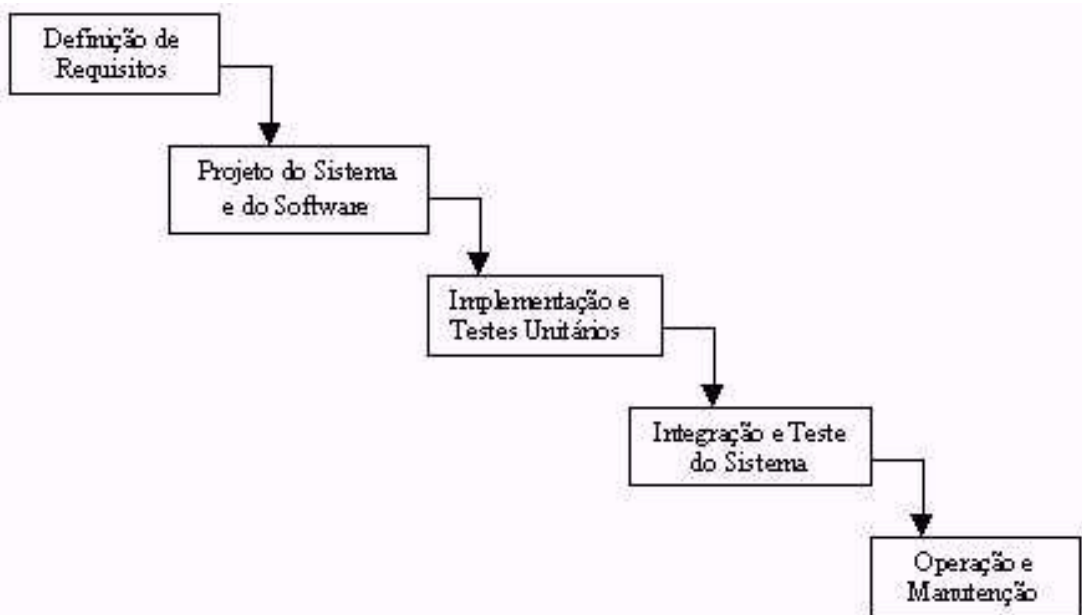 Definição de
Requisitos
Projeto do Sistema
e do Software
Implementação e
Testes Unitários
Integração e Teste
do Sistema
Operação e
Manutenção